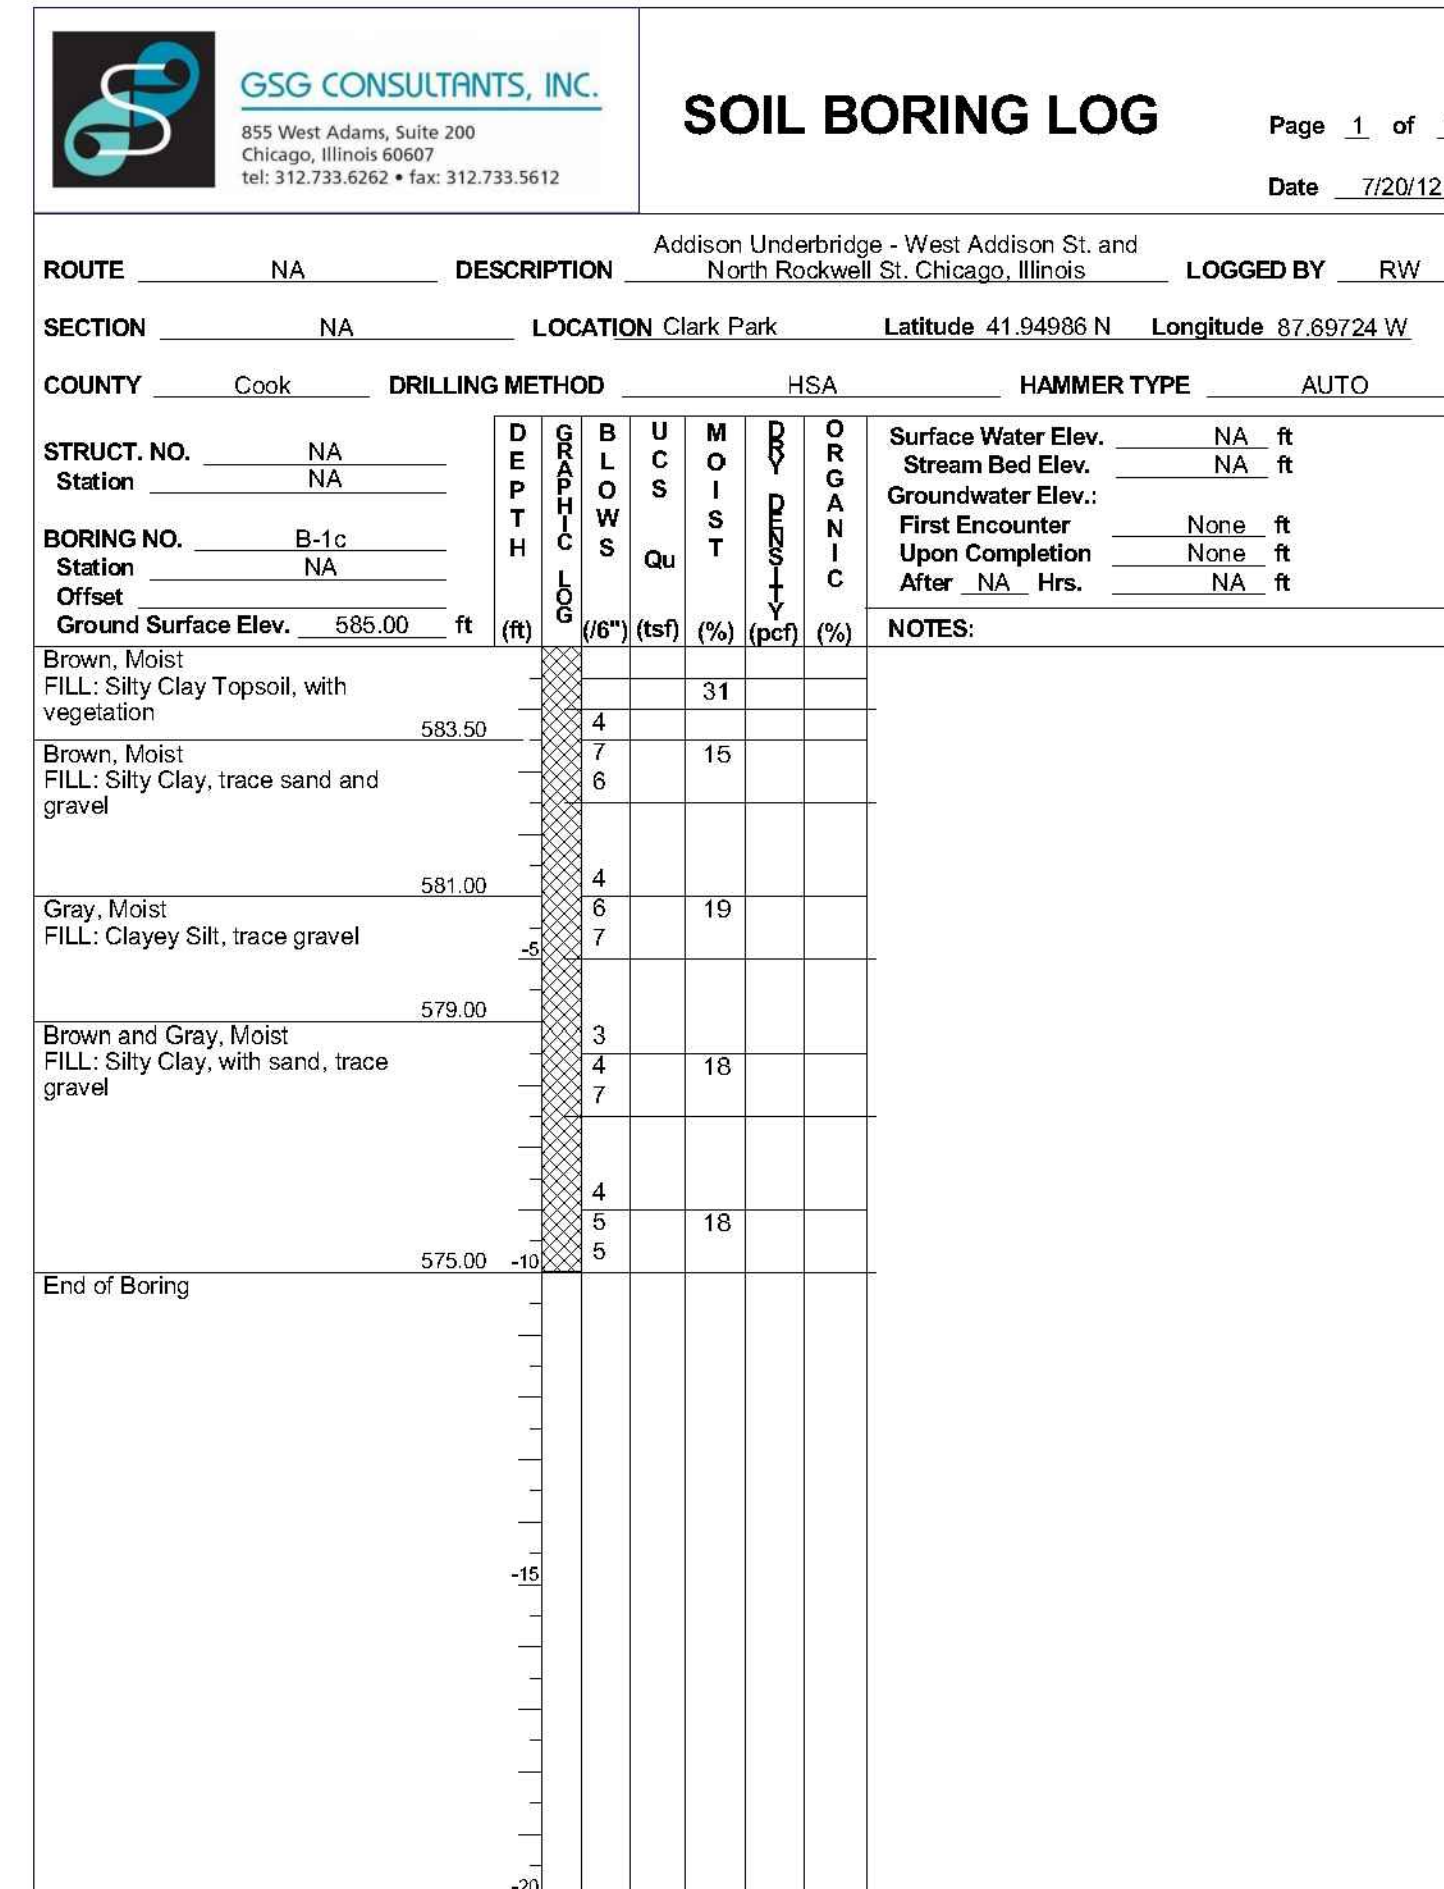 GSG CONSULTANTS, INC.
855 West Adams, Suite 200
Chicago, Illinois 60607
tel: 312.733.6262 • fax: 312.733.5612
SOIL BORING LOG
Page 1 of
Date 7/20/12
ROUTE NA DESCRIPTION Addison Underbridge - West Addison St. and
North Rockwell St. Chicago, Illinois LOGGED BY RW
SECTION NA LOCATION Clark Park Latitude 41.94986 N Longitude 87.69724 W
COUNTY Cook DRILLING METHOD HSA HAMMER TYPE AUTO
STRUCT. NO. NA
Station NA
BORING NO. B-1c
Station NA
Offset
Ground Surface Elev. 585.00 ft
DEPTH (ft)
GRAPHIC LOG
BLOWS (/6")
UCS Qu (tsf)
MOIST (%)
DRY DENSITY (pcf)
ORGANIC (%)
Surface Water Elev. NA ft
Stream Bed Elev. NA ft
Groundwater Elev.:
First Encounter None ft
Upon Completion None ft
After NA Hrs. NA ft
NOTES:
Brown, Moist
FILL: Silty Clay Topsoil, with 31
vegetation
583.50 4
Brown, Moist 7 15
FILL: Silty Clay, trace sand and 6
gravel
581.00 4
Gray, Moist 6 19
FILL: Clayey Silt, trace gravel 7
-5
579.00
Brown and Gray, Moist 3
FILL: Silty Clay, with sand, trace 4 18
gravel 7
4
5 18
575.00 -10 5
End of Boring
-15
-20